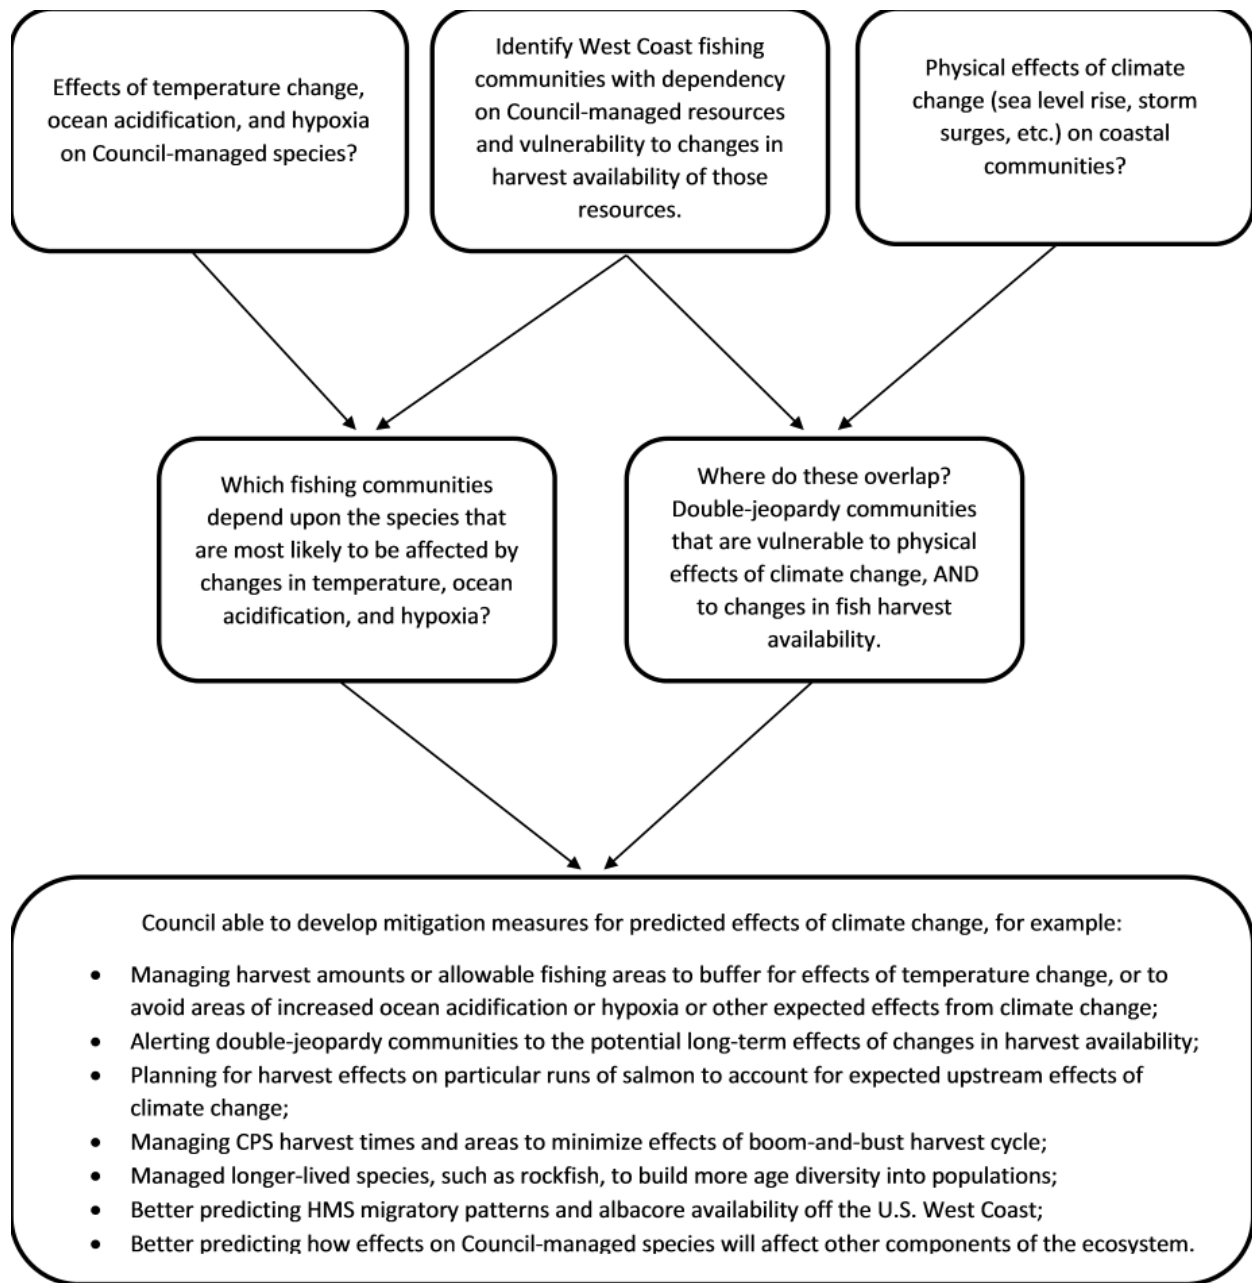 Effects of temperature change,
ocean acidification, and hypoxia
on Council-managed species?
Identify West Coast fishing
communities with dependency
on Council-managed resources
and vulnerability to changes in
harvest availability of those
resources.
Physical effects of climate
change (sea level rise, storm
surges, etc.) on coastal
communities?
Which fishing communities
depend upon the species that
are most likely to be affected by
changes in temperature, ocean
acidification, and hypoxia?
Where do these overlap?
Double-jeopardy communities
that are vulnerable to physical
effects of climate change, AND
to changes in fish harvest
availability.
Council able to develop mitigation measures for predicted effects of climate change, for example:
• Managing harvest amounts or allowable fishing areas to buffer for effects of temperature change, or to
avoid areas of increased ocean acidification or hypoxia or other expected effects from climate change;
• Alerting double-jeopardy communities to the potential long-term effects of changes in harvest availability;
• Planning for harvest effects on particular runs of salmon to account for expected upstream effects of
climate change;
• Managing CPS harvest times and areas to minimize effects of boom-and-bust harvest cycle;
• Managed longer-lived species, such as rockfish, to build more age diversity into populations;
• Better predicting HMS migratory patterns and albacore availability off the U.S. West Coast;
• Better predicting how effects on Council-managed species will affect other components of the ecosystem.